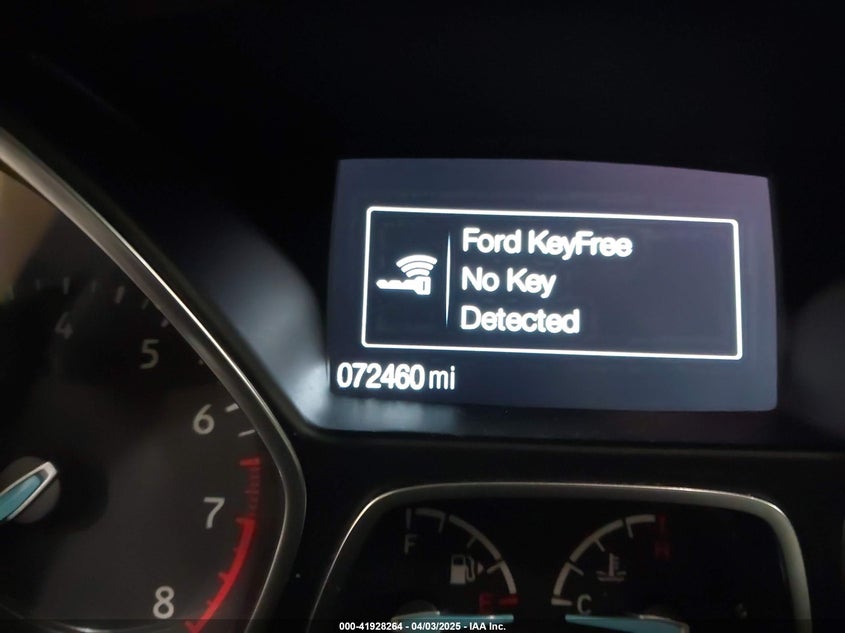 Ford KeyFree
No Key
Detected
072460 mi
4
5
6
7
8
F
E
H
C
000-41928264 - 04/03/2025 - IAA Inc.